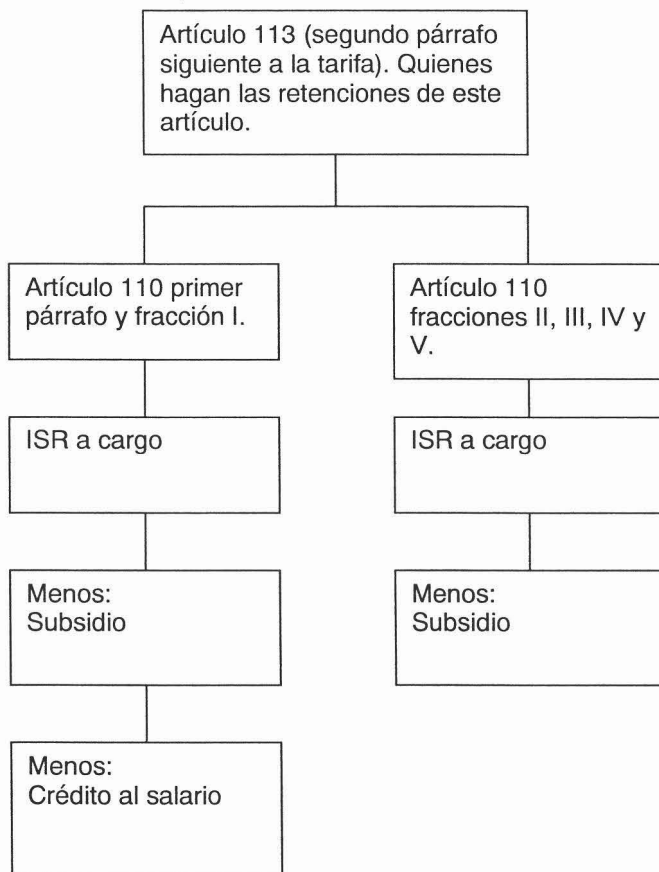 Artículo 113 (segundo párrafo
siguiente a la tarifa). Quienes
hagan las retenciones de este
artículo.
Artículo 110 primer
párrafo y fracción I.
Artículo 110
fracciones II, III, IV y
V.
ISR a cargo
ISR a cargo
Menos:
Subsidio
Menos:
Subsidio
Menos:
Crédito al salario